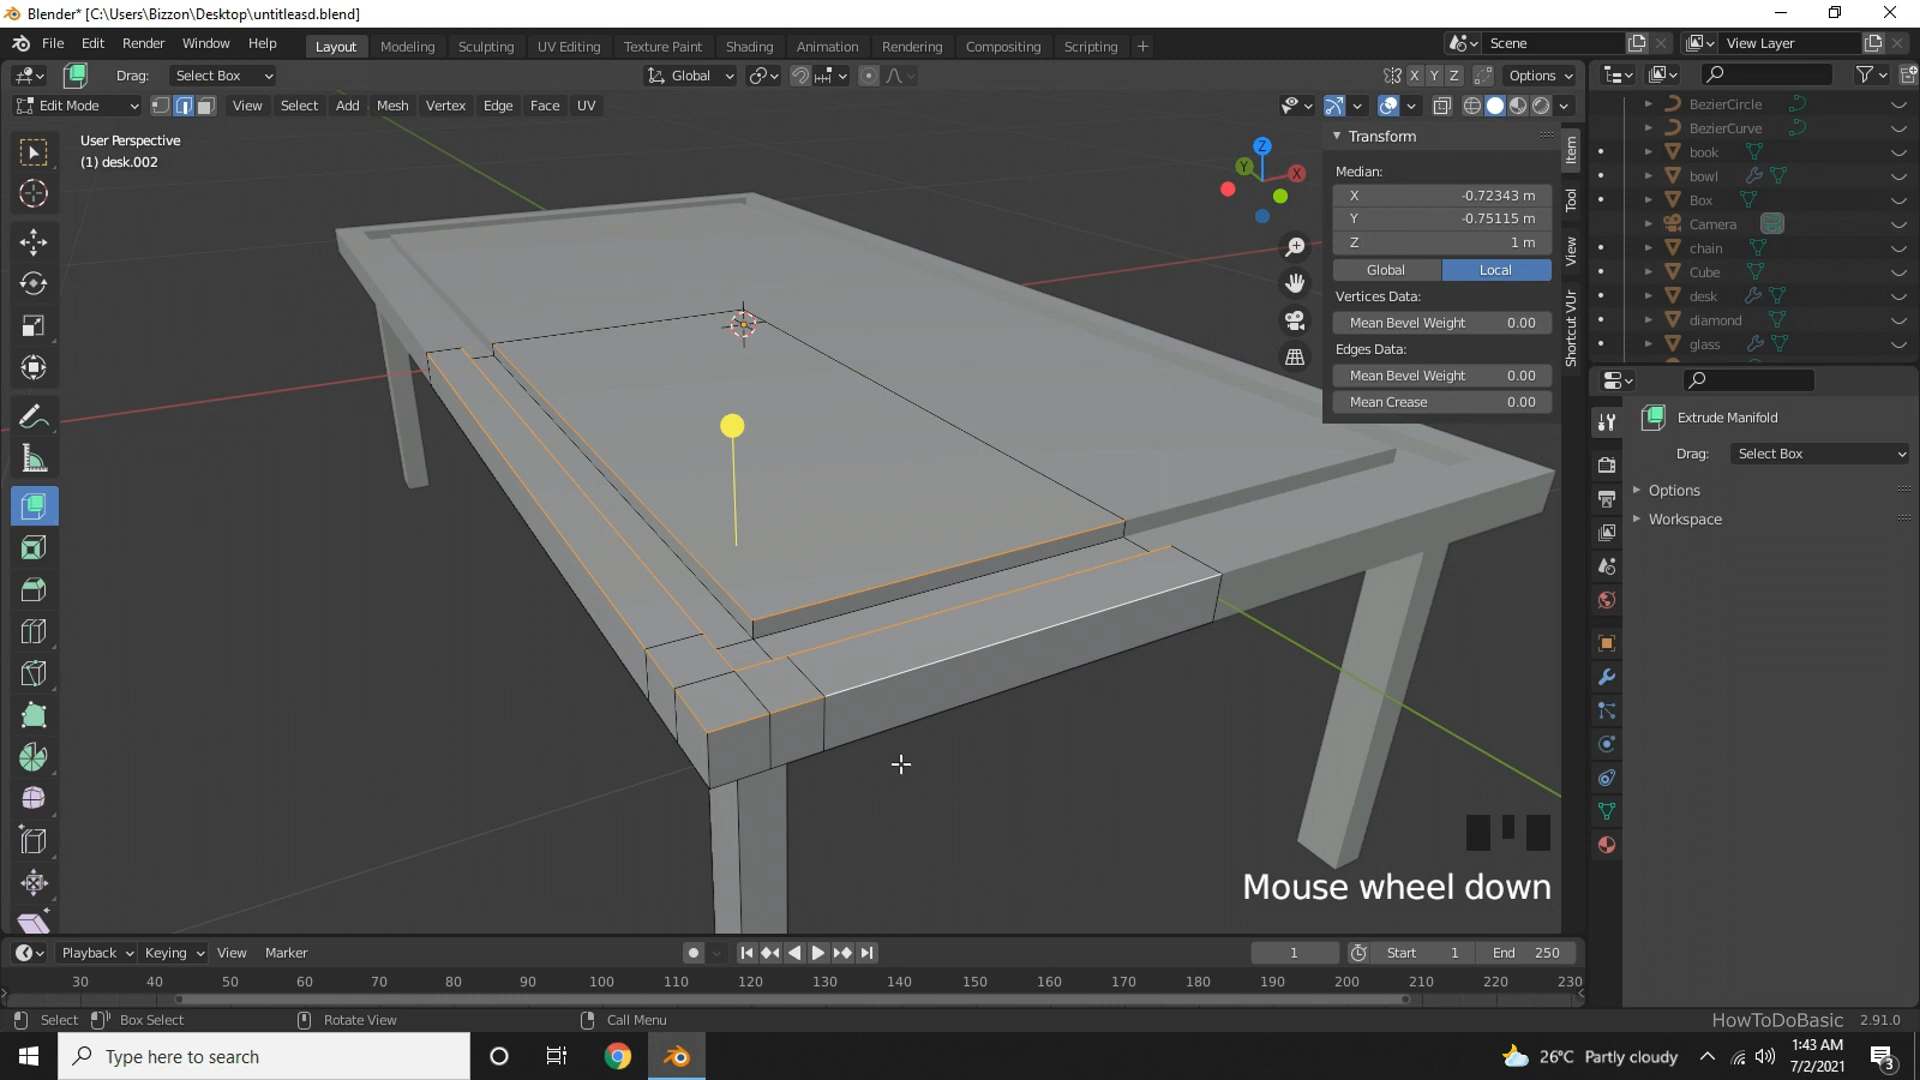 Blender* [C:\Users\Bizzon\Desktop\untitleasd.blend]
File Edit Render Window Help Layout Modeling Sculpting UV Editing Texture Paint Shading Animation Rendering Compositing Scripting Scene View Layer
Drag: Select Box Global X Y Z Options
Edit Mode View Select Add Mesh Vertex Edge Face UV
User Perspective
(1) desk.002
Z
Y
X
Transform
Median:
X -0.72343 m
Y -0.75115 m
Z 1 m
Global Local
Vertices Data:
Mean Bevel Weight 0.00
Edges Data:
Mean Bevel Weight 0.00
Mean Crease 0.00
Item
Tool
View
Shortcut VUr
BezierCircle
BezierCurve
book
bowl
Box
Camera
chain
Cube
desk
diamond
glass
Extrude Manifold
Drag: Select Box
Options
Workspace
Mouse wheel down
Playback Keying View Marker 1 Start 1 End 250
30 40 50 60 70 80 90 100 110 120 130 140 150 160 170 180 190 200 210 220 230
Select Box Select Rotate View Call Menu HowToDoBasic 2.91.0
Type here to search
26°C Partly cloudy
1:43 AM
7/2/2021
3